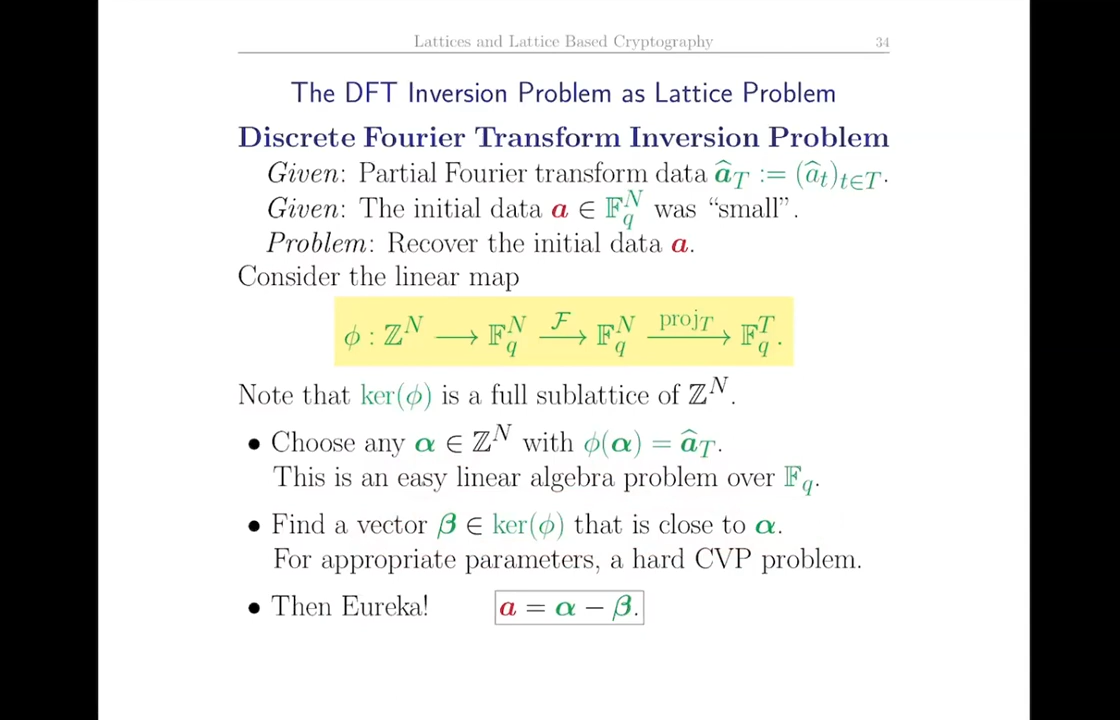 Lattices and Lattice Based Cryptography 34
The DFT Inversion Problem as Lattice Problem
Discrete Fourier Transform Inversion Problem
Given: Partial Fourier transform data â_T := (â_t)_{t∈T}.
Given: The initial data a ∈ 𝔽_q^N was “small”.
Problem: Recover the initial data a.
Consider the linear map
ϕ : ℤ^N ⟶ 𝔽_q^N —ℱ→ 𝔽_q^N —proj_T→ 𝔽_q^T.
Note that ker(ϕ) is a full sublattice of ℤ^N.
• Choose any α ∈ ℤ^N with ϕ(α) = â_T.
This is an easy linear algebra problem over 𝔽_q.
• Find a vector β ∈ ker(ϕ) that is close to α.
For appropriate parameters, a hard CVP problem.
• Then Eureka! a = α − β.